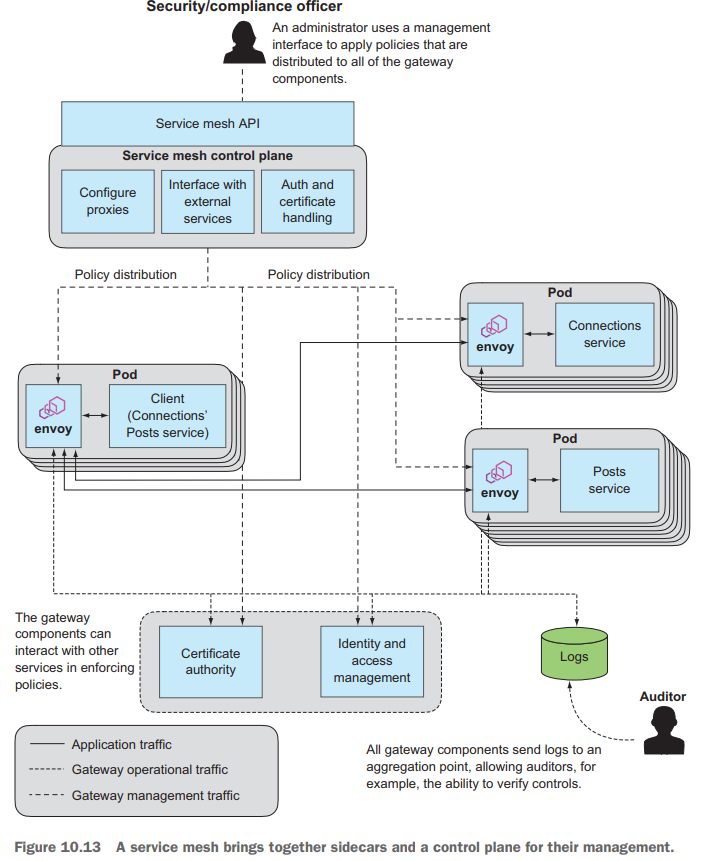 Security/compliance officer
An administrator uses a management
interface to apply policies that are
distributed to all of the gateway
components.
Service mesh API
Service mesh control plane
Configure
proxies
Interface with
external
services
Auth and
certificate
handling
Policy distribution
Policy distribution
Pod
envoy
Connections
service
Pod
envoy
Client
(Connections'
Posts service)
Pod
envoy
Posts
service
The gateway
components can
interact with other
services in enforcing
policies.
Certificate
authority
Identity and
access
management
Logs
Auditor
Application traffic
Gateway operational traffic
Gateway management traffic
All gateway components send logs to an
aggregation point, allowing auditors, for
example, the ability to verify controls.
Figure 10.13 A service mesh brings together sidecars and a control plane for their management.